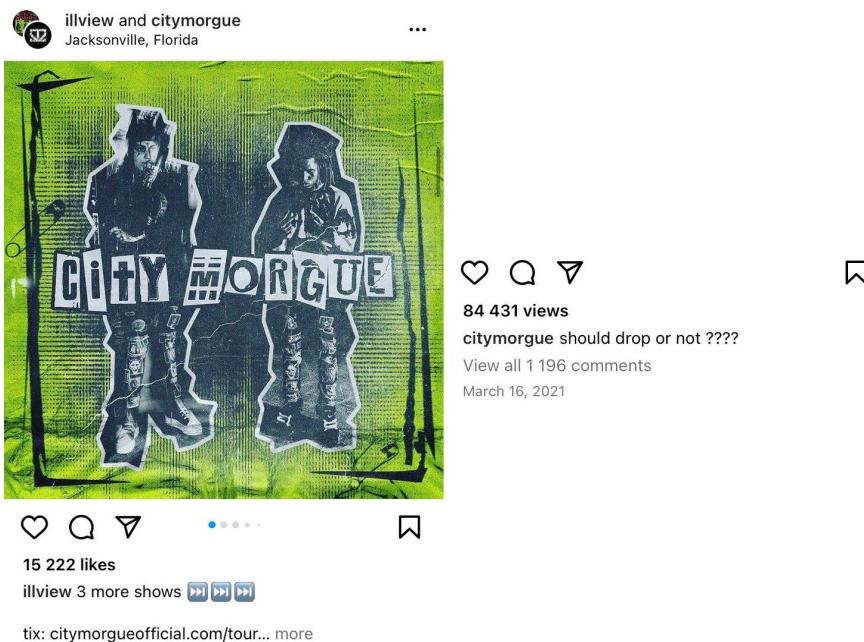 illview and citymorgue
Jacksonville, Florida
CiTY MORGUE
15 222 likes
illview 3 more shows ⏭️⏭️⏭️
tix: citymorgueofficial.com/tour... more
84 431 views
citymorgue should drop or not ????
View all 1 196 comments
March 16, 2021